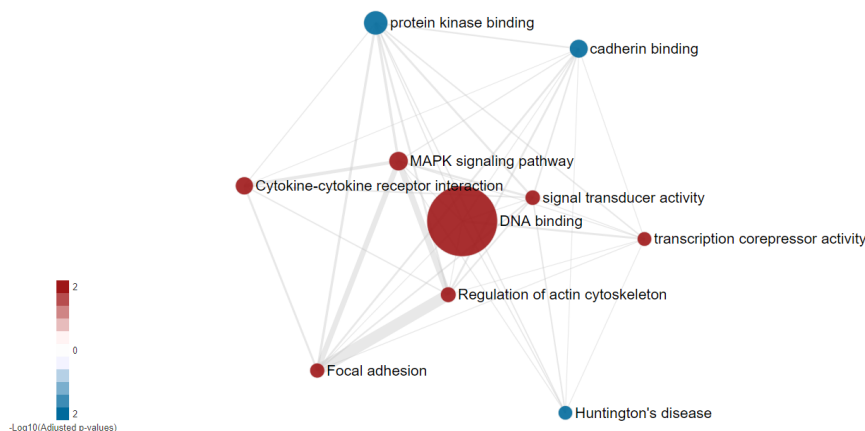 protein kinase binding
cadherin binding
MAPK signaling pathway
Cytokine-cytokine receptor interaction
signal transducer activity
DNA binding
transcription corepressor activity
2
Regulation of actin cytoskeleton
0
Focal adhesion
2
Huntington's disease
-Log10(Adjusted p-values)